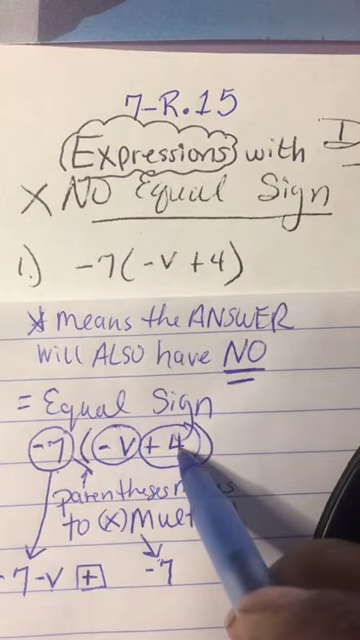 7-R.15
Expressions with
X NO Equal Sign
1.) -7(-v+4)
* means the ANSWER
will ALSO have NO
= Equal Sign
-7(-v+4)
parentheses
to (x) Mult
-7-v + -7